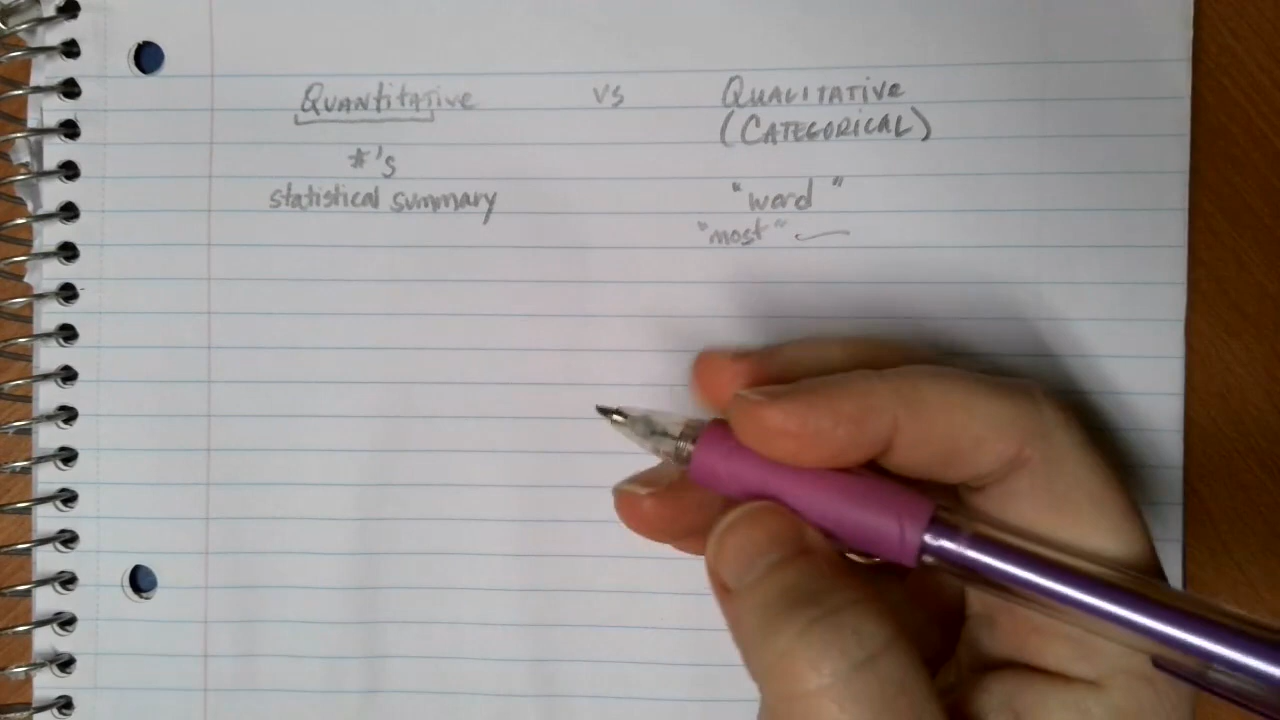 Quantitative vs Qualitative
(Categorical)
#'s
statistical summary
"word"
"most"